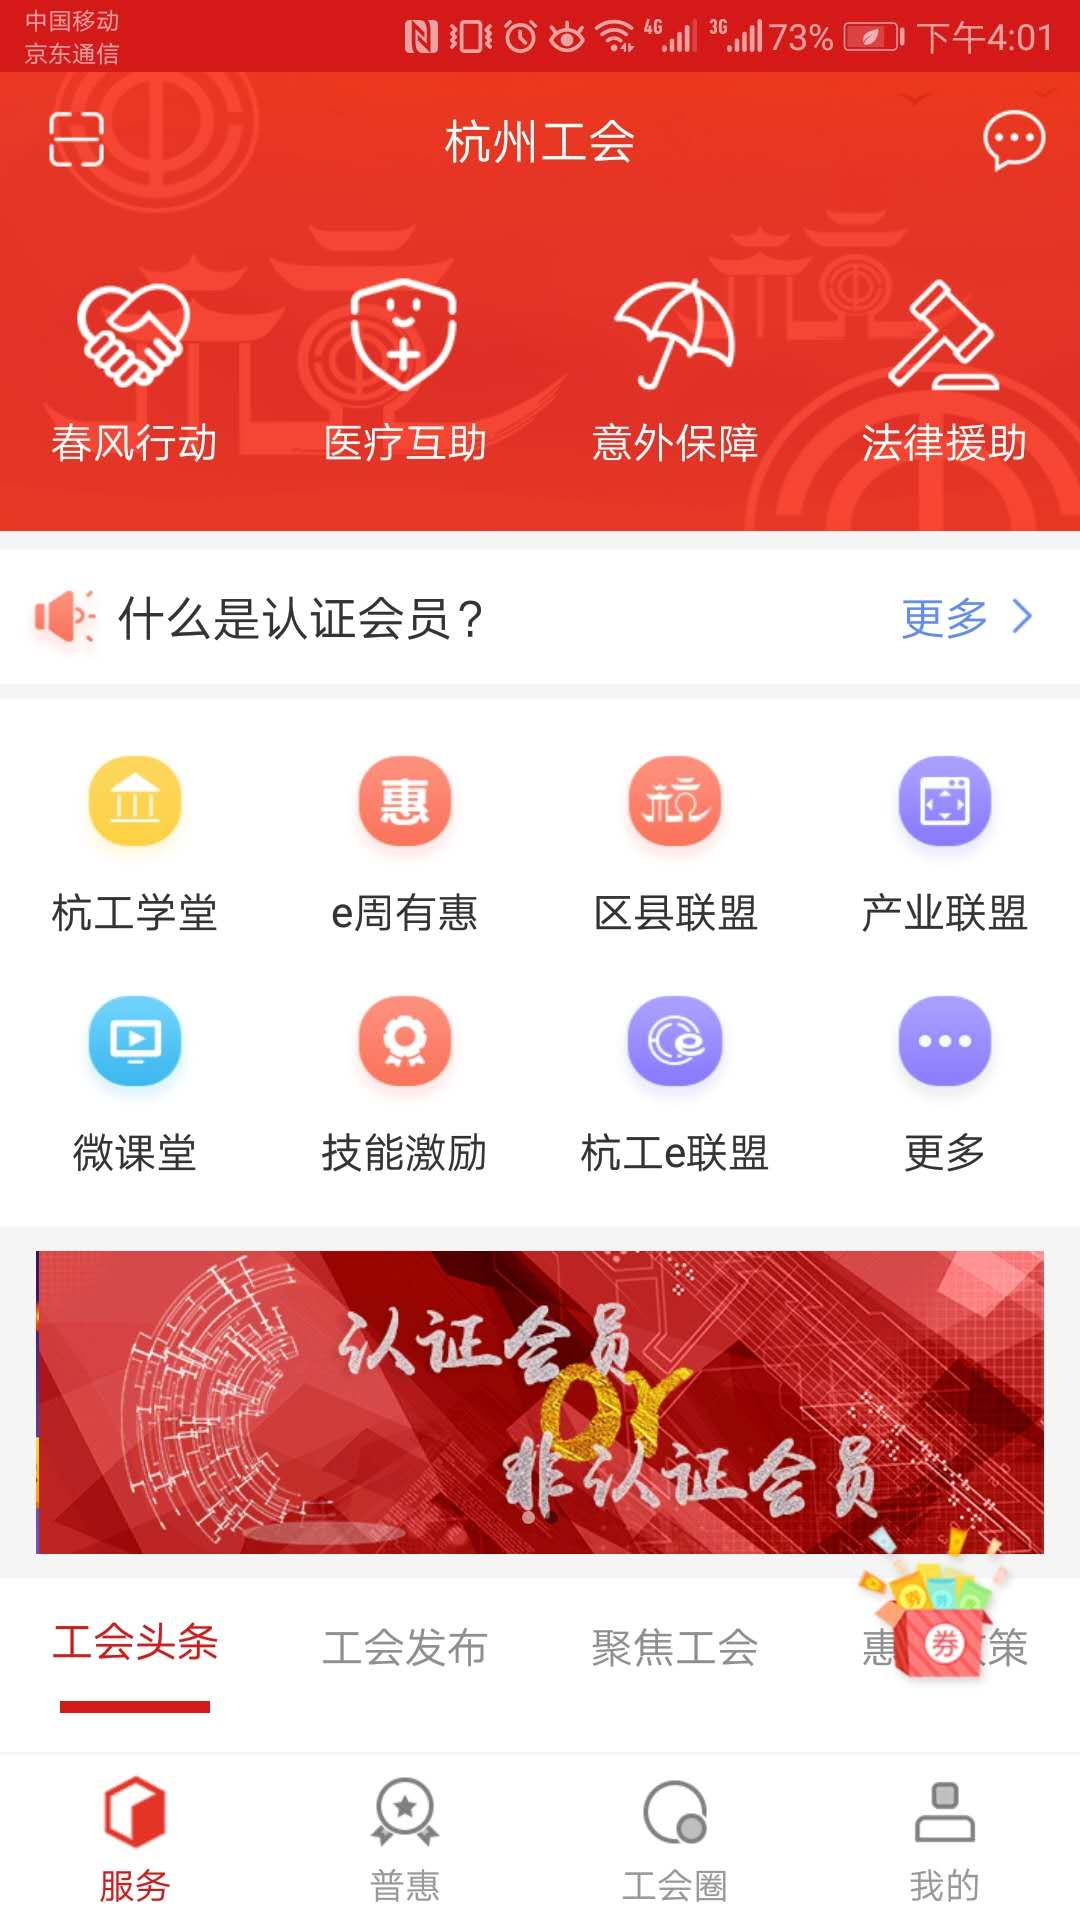 中国移动
京东通信
4G 3G 73% 下午4:01
杭州工会
春风行动 医疗互助 意外保障 法律援助
什么是认证会员？ 更多
惠
杭工学堂 e周有惠 区县联盟 产业联盟
微课堂 技能激励 杭工e联盟 更多
认证会员
or
非认证会员
工会头条 工会发布 聚焦工会 惠 策
券
服务 普惠 工会圈 我的